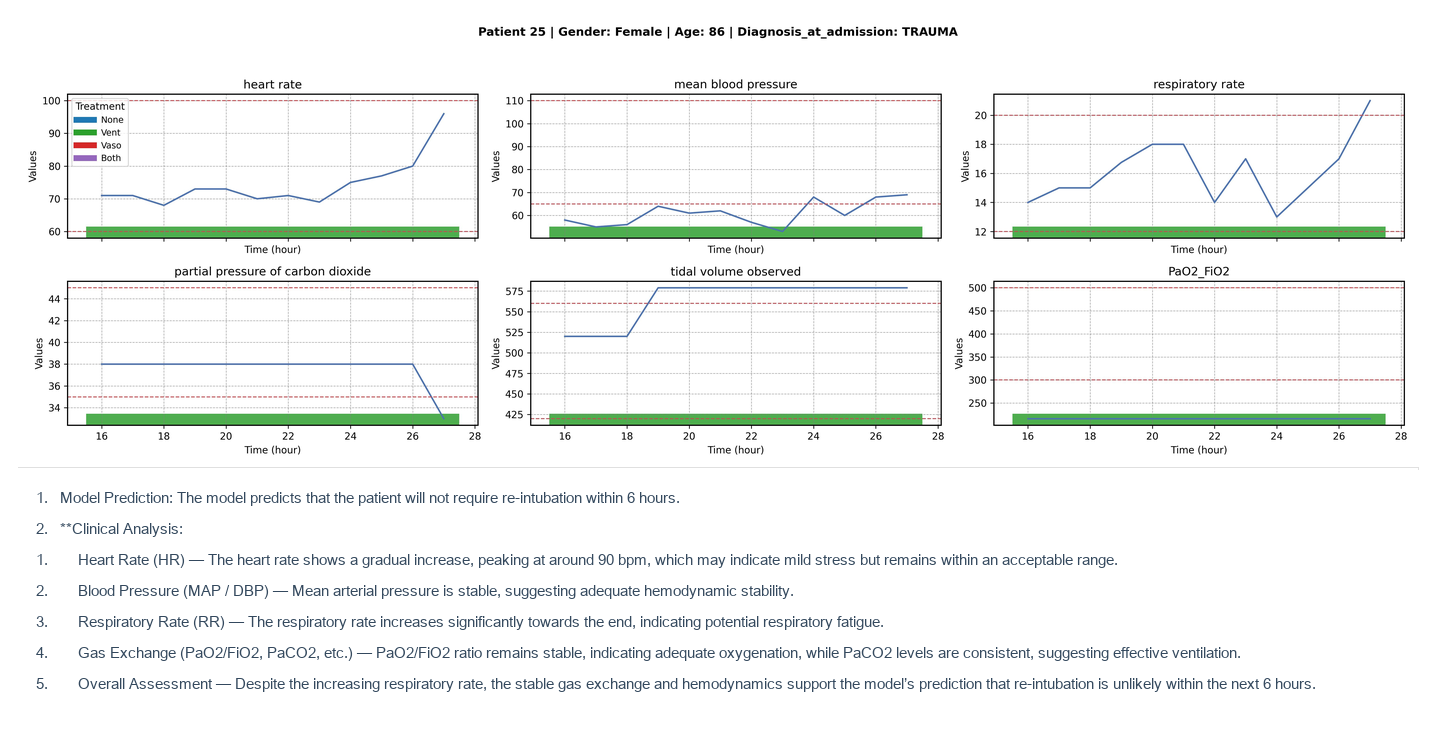 Patient 25 | Gender: Female | Age: 86 | Diagnosis_at_admission: TRAUMA
heart rate
Values
100
90
80
70
60
Treatment
None
Vent
Vaso
Both
Time (hour)
mean blood pressure
110
100
90
80
70
60
Values
Time (hour)
respiratory rate
20
18
16
14
12
Values
Time (hour)
partial pressure of carbon dioxide
44
42
40
38
36
34
Values
16 18 20 22 24 26 28
Time (hour)
tidal volume observed
575
550
525
500
475
450
425
Values
16 18 20 22 24 26 28
Time (hour)
PaO2_FiO2
500
450
400
350
300
250
Values
16 18 20 22 24 26 28
Time (hour)
1. Model Prediction: The model predicts that the patient will not require re-intubation within 6 hours.
2. **Clinical Analysis:
1. Heart Rate (HR) — The heart rate shows a gradual increase, peaking at around 90 bpm, which may indicate mild stress but remains within an acceptable range.
2. Blood Pressure (MAP / DBP) — Mean arterial pressure is stable, suggesting adequate hemodynamic stability.
3. Respiratory Rate (RR) — The respiratory rate increases significantly towards the end, indicating potential respiratory fatigue.
4. Gas Exchange (PaO2/FiO2, PaCO2, etc.) — PaO2/FiO2 ratio remains stable, indicating adequate oxygenation, while PaCO2 levels are consistent, suggesting effective ventilation.
5. Overall Assessment — Despite the increasing respiratory rate, the stable gas exchange and hemodynamics support the model's prediction that re-intubation is unlikely within the next 6 hours.